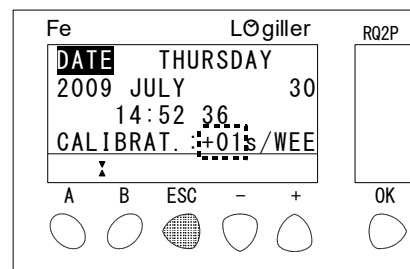 Fe LOgiller RQ2P
DATE THURSDAY
2009 JULY 30
14:52 36
CALIBRAT.:+01s/WEE
A B ESC - + OK